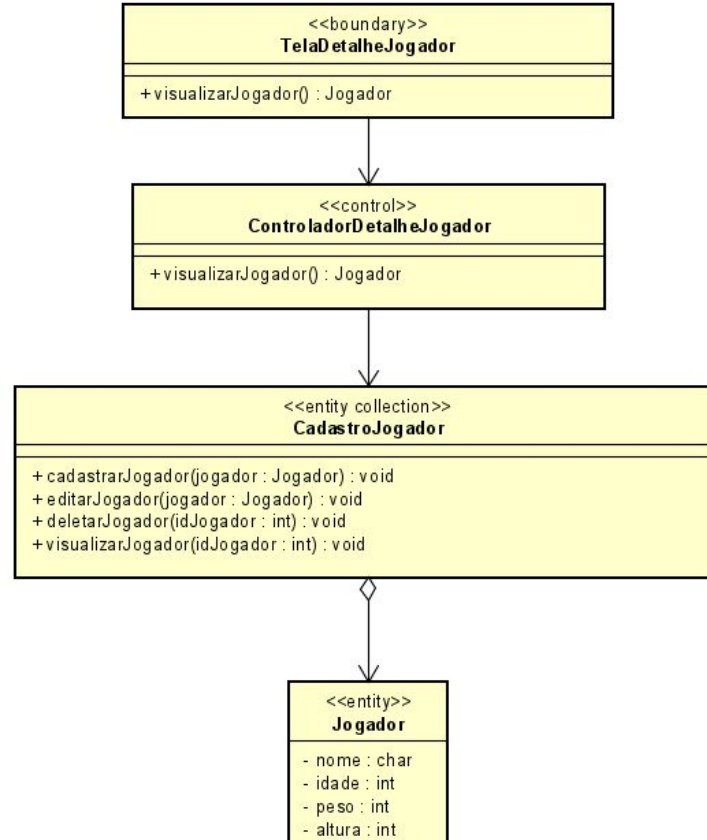 <<boundary>>
TelaDetalheJogador
+ visualizarJogador() : Jogador
<<control>>
ControladorDetalheJogador
+ visualizarJogador() : Jogador
<<entity collection>>
CadastroJogador
+ cadastrarJogador(jogador : Jogador) : void
+ editarJogador(jogador : Jogador) : void
+ deletarJogador(idJogador : int) : void
+ visualizarJogador(idJogador : int) : void
<<entity>>
Jogador
- nome : char
- idade : int
- peso : int
- altura : int